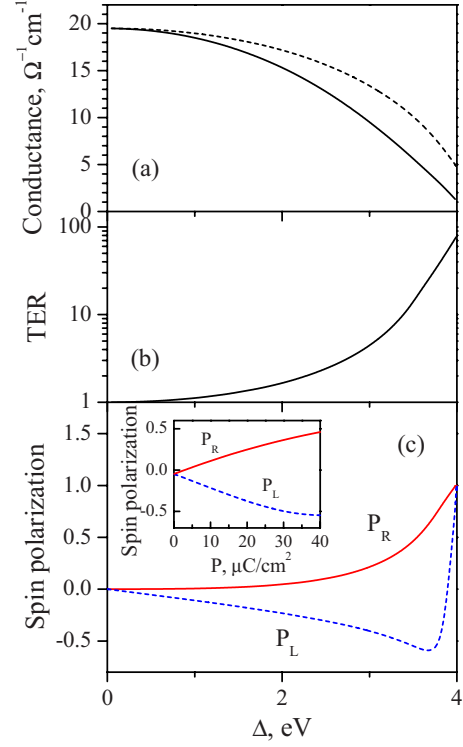 Conductance, Ω⁻¹cm⁻¹
20
15
10
5
0
(a)
TER
100
10
1
(b)
Spin polarization
1.5
1.0
0.5
0.0
-0.5
(c)
P_R
P_L
Spin polarization
0.5
0.0
-0.5
P_R
P_L
0 10 20 30 40
P, μC/cm²
0 2 4
Δ, eV